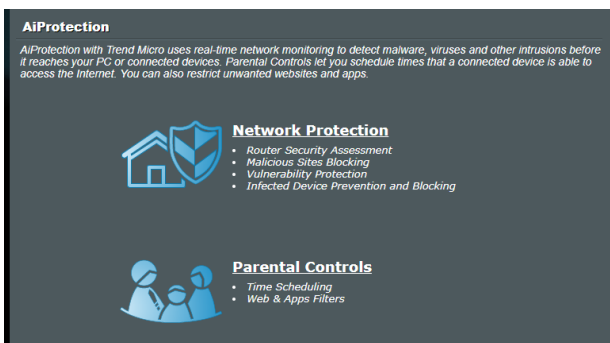 AiProtection
AiProtection with Trend Micro uses real-time network monitoring to detect malware, viruses and other intrusions before
it reaches your PC or connected devices. Parental Controls let you schedule times that a connected device is able to
access the Internet. You can also restrict unwanted websites and apps.
Network Protection
• Router Security Assessment
• Malicious Sites Blocking
• Vulnerability Protection
• Infected Device Prevention and Blocking
Parental Controls
• Time Scheduling
• Web & Apps Filters